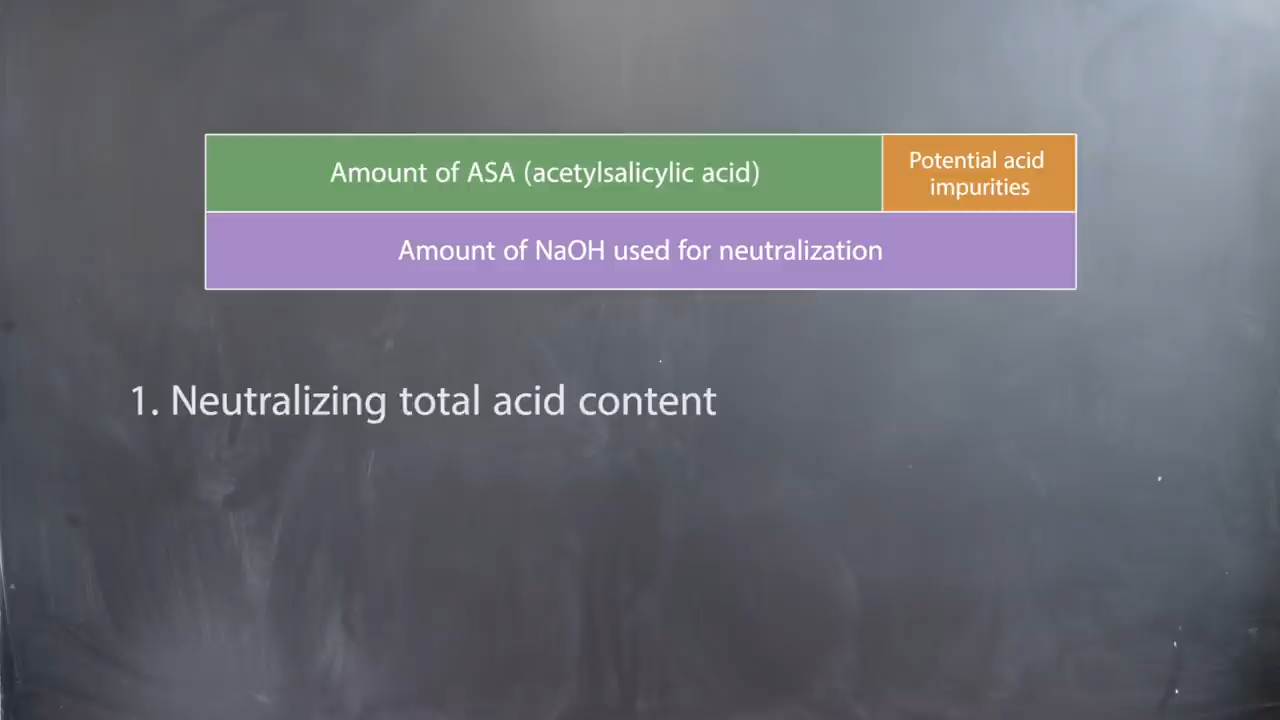 Amount of ASA (acetylsalicylic acid)
Potential acid
impurities
Amount of NaOH used for neutralization
1. Neutralizing total acid content